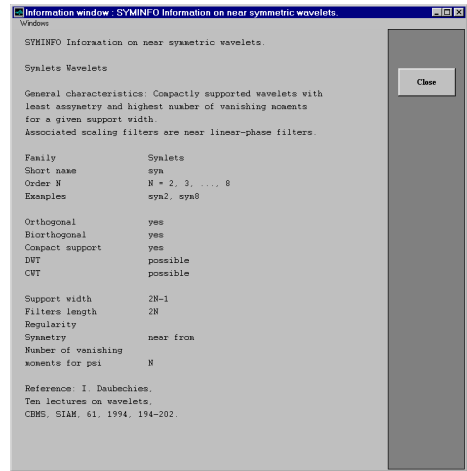 Information window : SYMINFO Information on near symmetric wavelets.
Windows
SYMINFO Information on near symmetric wavelets.
Symlets Wavelets
Close
General characteristics: Compactly supported wavelets with
least assymetry and highest number of vanishing moments
for a given support width.
Associated scaling filters are near linear-phase filters.
Family Symlets
Short name sym
Order N N = 2, 3, ..., 8
Examples sym2, sym8
Orthogonal yes
Biorthogonal yes
Compact support yes
DWT possible
CWT possible
Support width 2N-1
Filters length 2N
Regularity
Symmetry near from
Number of vanishing
moments for psi N
Reference: I. Daubechies,
Ten lectures on wavelets,
CBMS, SIAM, 61, 1994, 194-202.